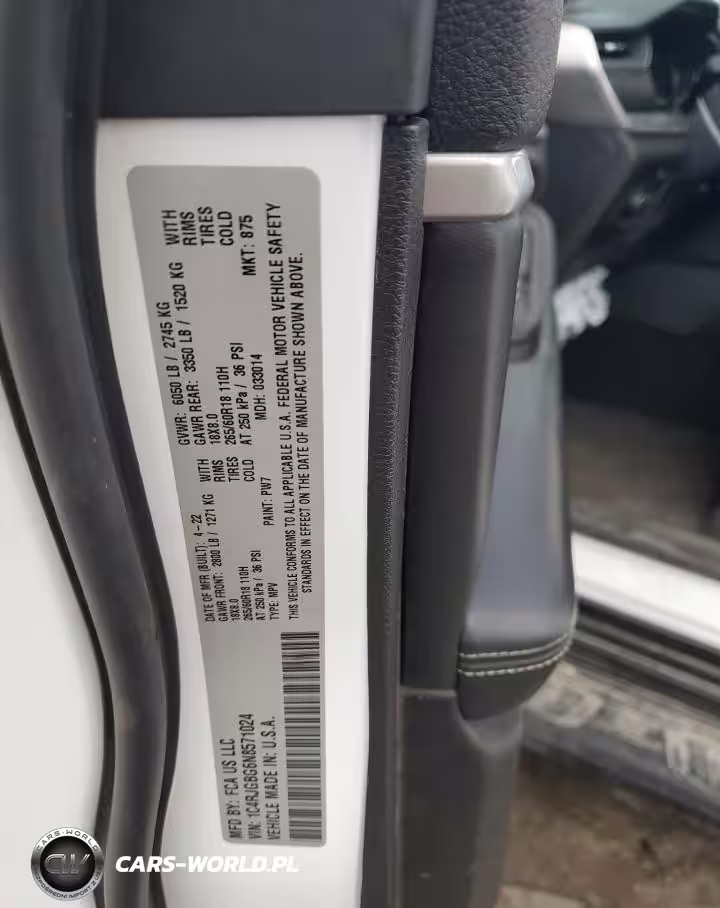 MFD BY: FCA US LLC
DATE OF MFR (BUILT): 4-22
GVWR: 6050 LB / 2745 KG
GAWR FRONT: 2800 LB / 1271 KG WITH
GAWR REAR: 3350 LB / 1520 KG WITH
18X8.0 RIMS
18X8.0 RIMS
265/60R18 110H TIRES
265/60R18 110H TIRES
AT 250 kPa / 36 PSI COLD
AT 250 kPa / 36 PSI COLD
VIN: 1C4RJGBG6N8571024
TYPE: MPV PAINT: PW7 MDH: 033014 MKT: 875
VEHICLE MADE IN: U.S.A.
THIS VEHICLE CONFORMS TO ALL APPLICABLE U.S.A. FEDERAL MOTOR VEHICLE SAFETY
STANDARDS IN EFFECT ON THE DATE OF MANUFACTURE SHOWN ABOVE.
CARS-WORLD
CW
CARS-WORLD.PL